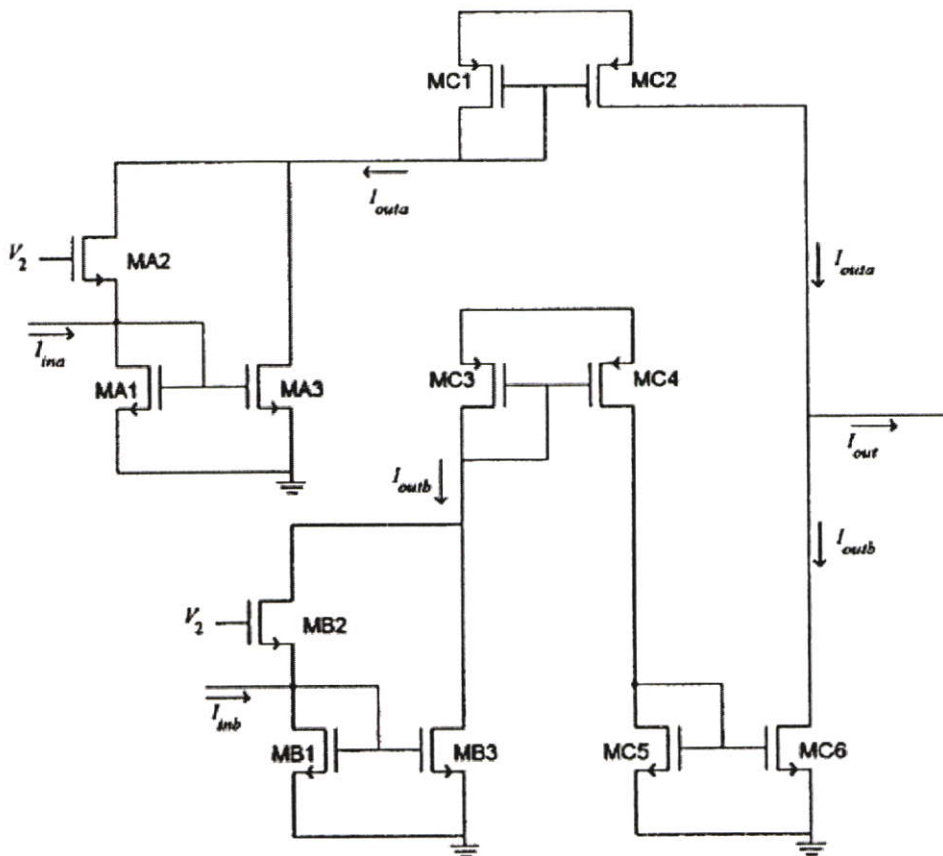 MC1
MC2
I_outa
V_2
MA2
I_outa
I_ina
MA1
MA3
MC3
MC4
I_out
I_outb
I_outb
V_2
MB2
I_inb
MB1
MB3
MC5
MC6